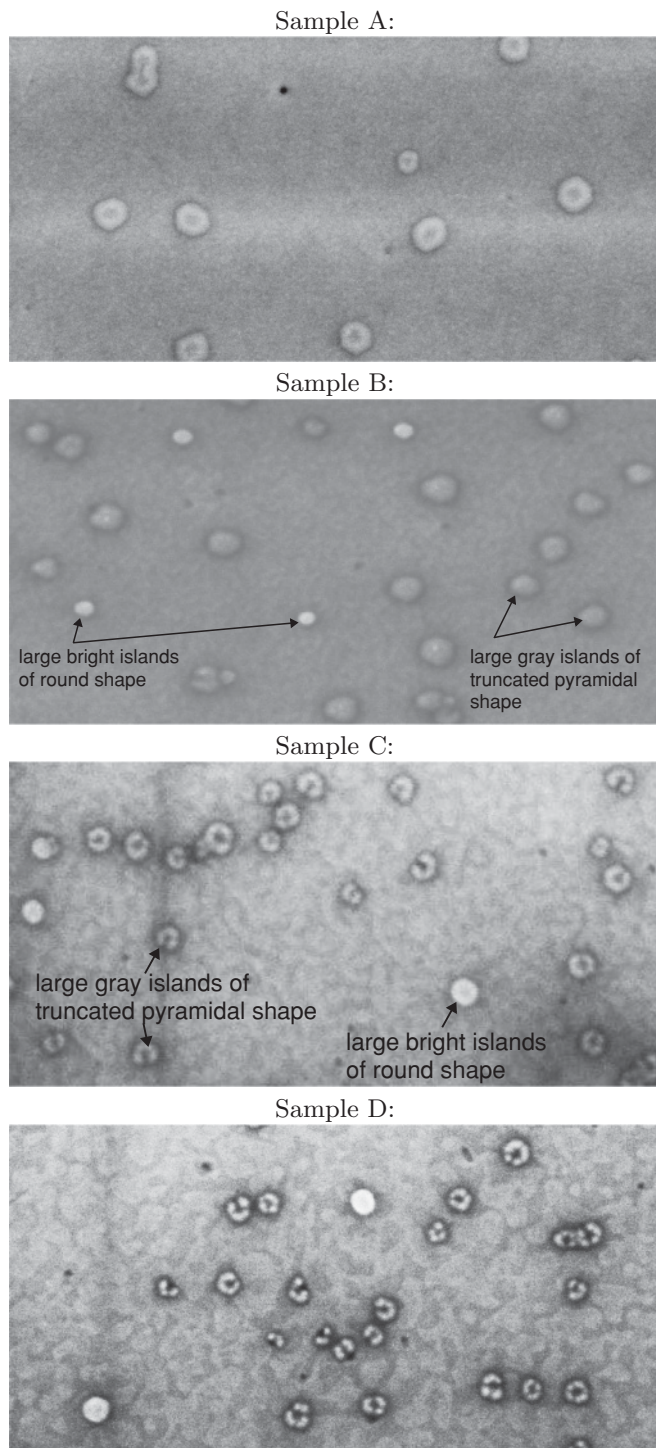 Sample A:
Sample B:
large bright islands
of round shape
large gray islands of
truncated pyramidal
shape
Sample C:
large gray islands of
truncated pyramidal shape
large bright islands
of round shape
Sample D: